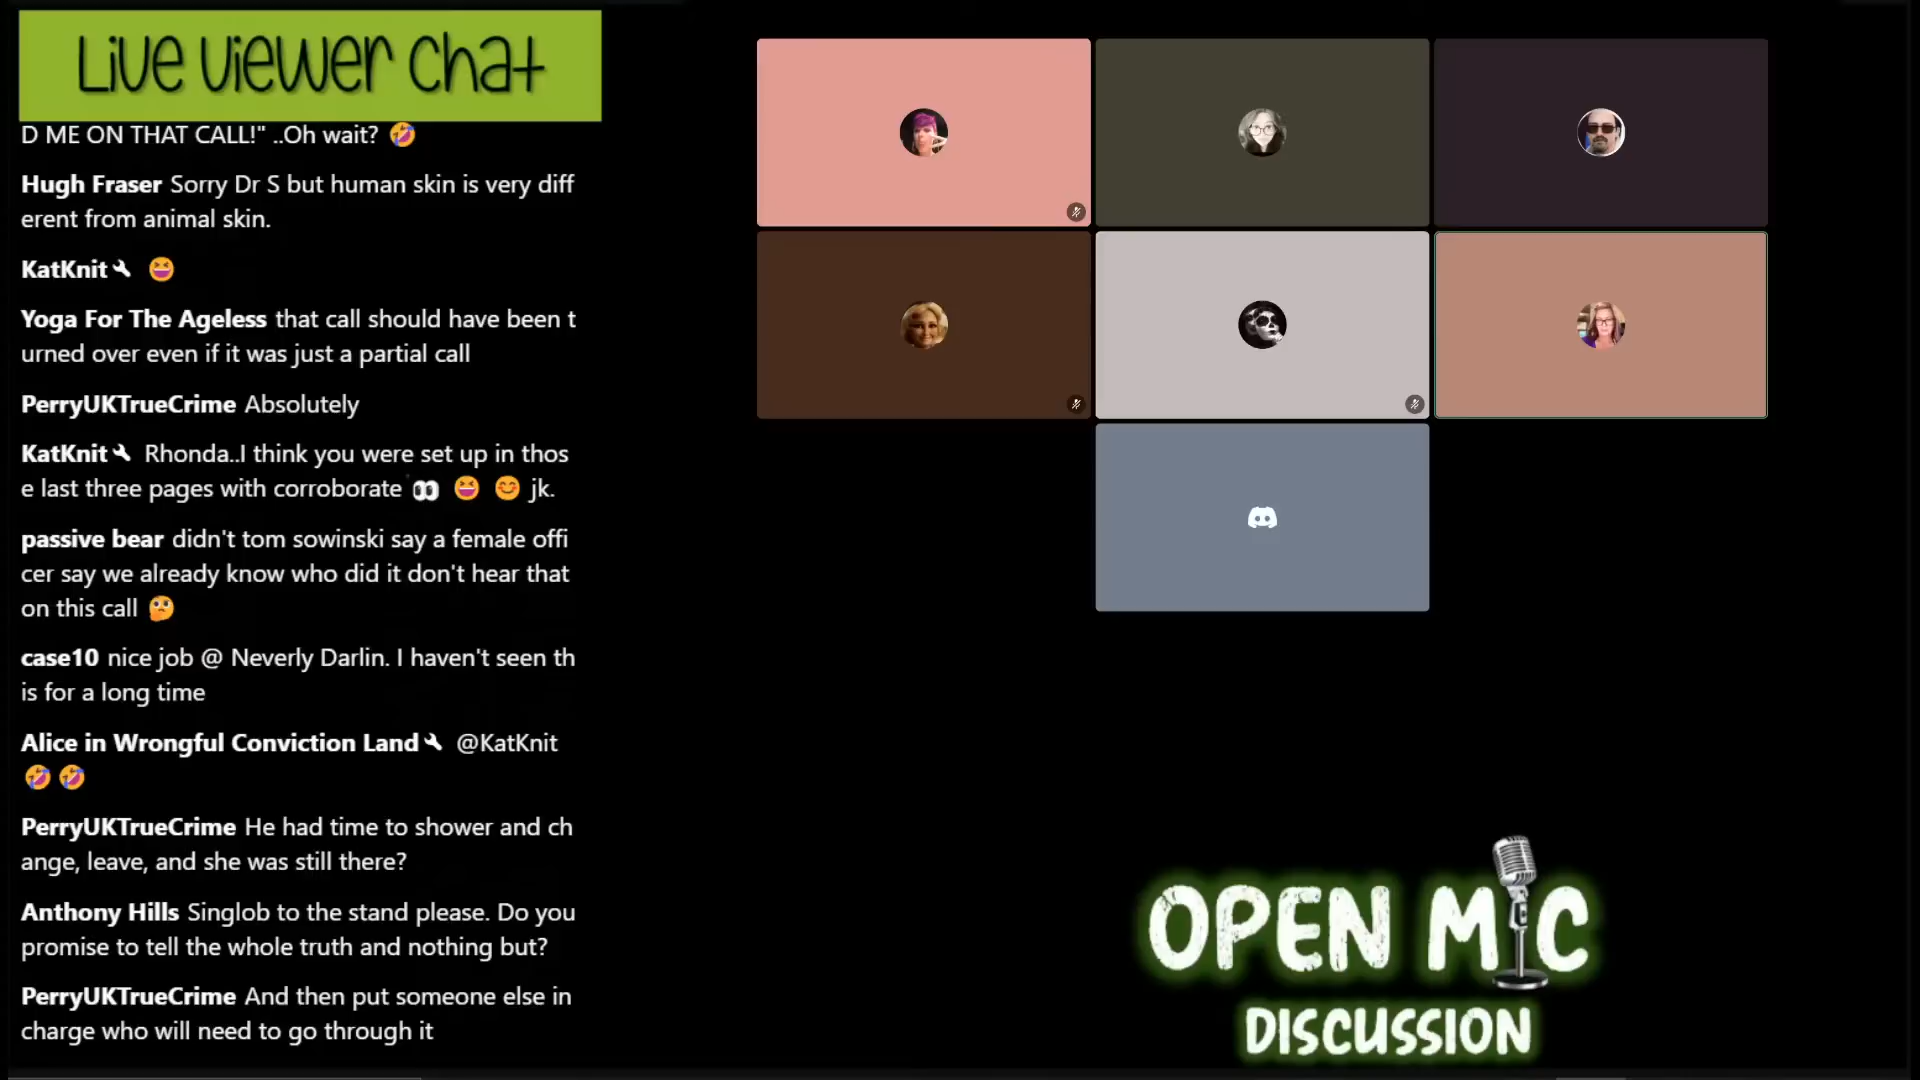 Live Viewer Chat
D ME ON THAT CALL!" ..Oh wait? 🤣
Hugh Fraser Sorry Dr S but human skin is very diff
erent from animal skin.
KatKnit 😆
Yoga For The Ageless that call should have been t
urned over even if it was just a partial call
PerryUKTrueCrime Absolutely
KatKnit Rhonda..I think you were set up in thos
e last three pages with corroborate 👀 😆 😊 jk.
passive bear didn't tom sowinski say a female offi
cer say we already know who did it don't hear that
on this call 🤔
case10 nice job @ Neverly Darlin. I haven't seen th
is for a long time
Alice in Wrongful Conviction Land @KatKnit
🤣🤣
PerryUKTrueCrime He had time to shower and ch
ange, leave, and she was still there?
Anthony Hills Singlob to the stand please. Do you
promise to tell the whole truth and nothing but?
PerryUKTrueCrime And then put someone else in
charge who will need to go through it
OPEN MIC
DISCUSSION